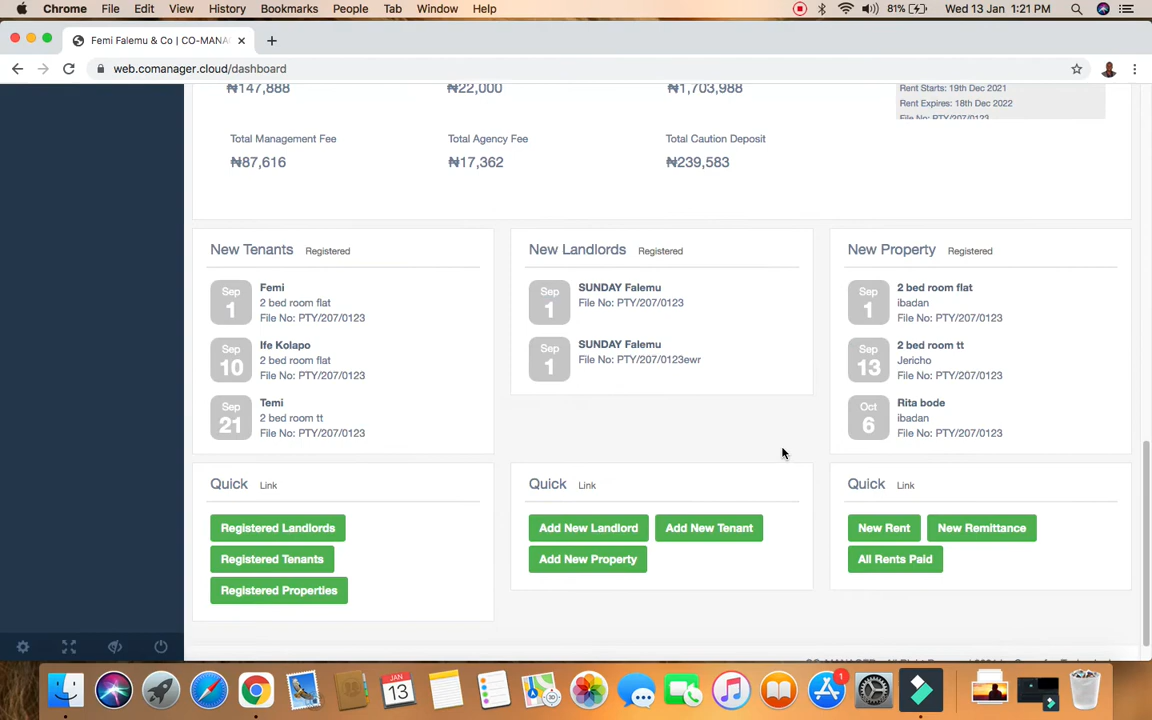 Chrome File Edit View History Bookmarks People Tab Window Help 81% Wed 13 Jan 1:21 PM
Femi Falemu & Co | CO-MANA
web.comanager.cloud/dashboard
₦147,888 ₦22,000 ₦1,703,988
Rent Starts: 19th Dec 2021
Rent Expires: 18th Dec 2022
File No: PTY/207/0123
Total Management Fee Total Agency Fee Total Caution Deposit
₦87,616 ₦17,362 ₦239,583
New Tenants Registered
Sep 1
Femi
2 bed room flat
File No: PTY/207/0123
Sep 10
Ife Kolapo
2 bed room flat
File No: PTY/207/0123
Sep 21
Temi
2 bed room tt
File No: PTY/207/0123
New Landlords Registered
Sep 1
SUNDAY Falemu
File No: PTY/207/0123
Sep 1
SUNDAY Falemu
File No: PTY/207/0123ewr
New Property Registered
Sep 1
2 bed room flat
ibadan
File No: PTY/207/0123
Sep 13
2 bed room tt
Jericho
File No: PTY/207/0123
Oct 6
Rita bode
ibadan
File No: PTY/207/0123
Quick Link
Registered Landlords
Registered Tenants
Registered Properties
Quick Link
Add New Landlord Add New Tenant
Add New Property
Quick Link
New Rent New Remittance
All Rents Paid
JAN
13
1